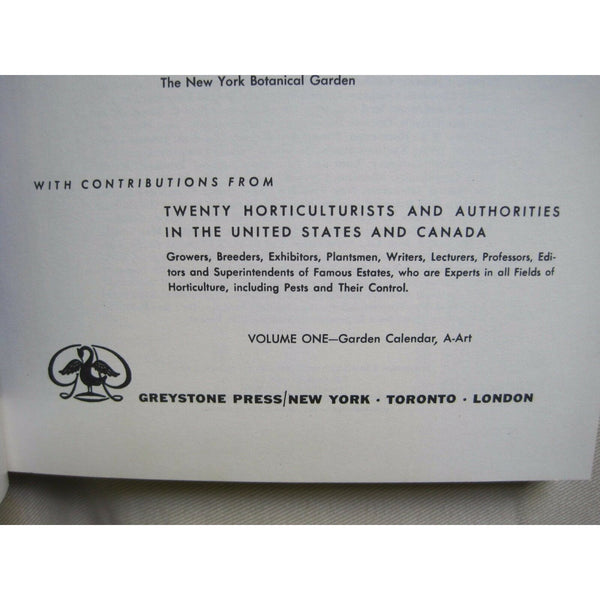 The New York Botanical Garden
WITH CONTRIBUTIONS FROM
TWENTY HORTICULTURISTS AND AUTHORITIES
IN THE UNITED STATES AND CANADA
Growers, Breeders, Exhibitors, Plantsmen, Writers, Lecturers, Professors, Edi-
tors and Superintendents of Famous Estates, who are Experts in all Fields of
Horticulture, including Pests and Their Control.
VOLUME ONE—Garden Calendar, A-Art
GREYSTONE PRESS/NEW YORK · TORONTO · LONDON